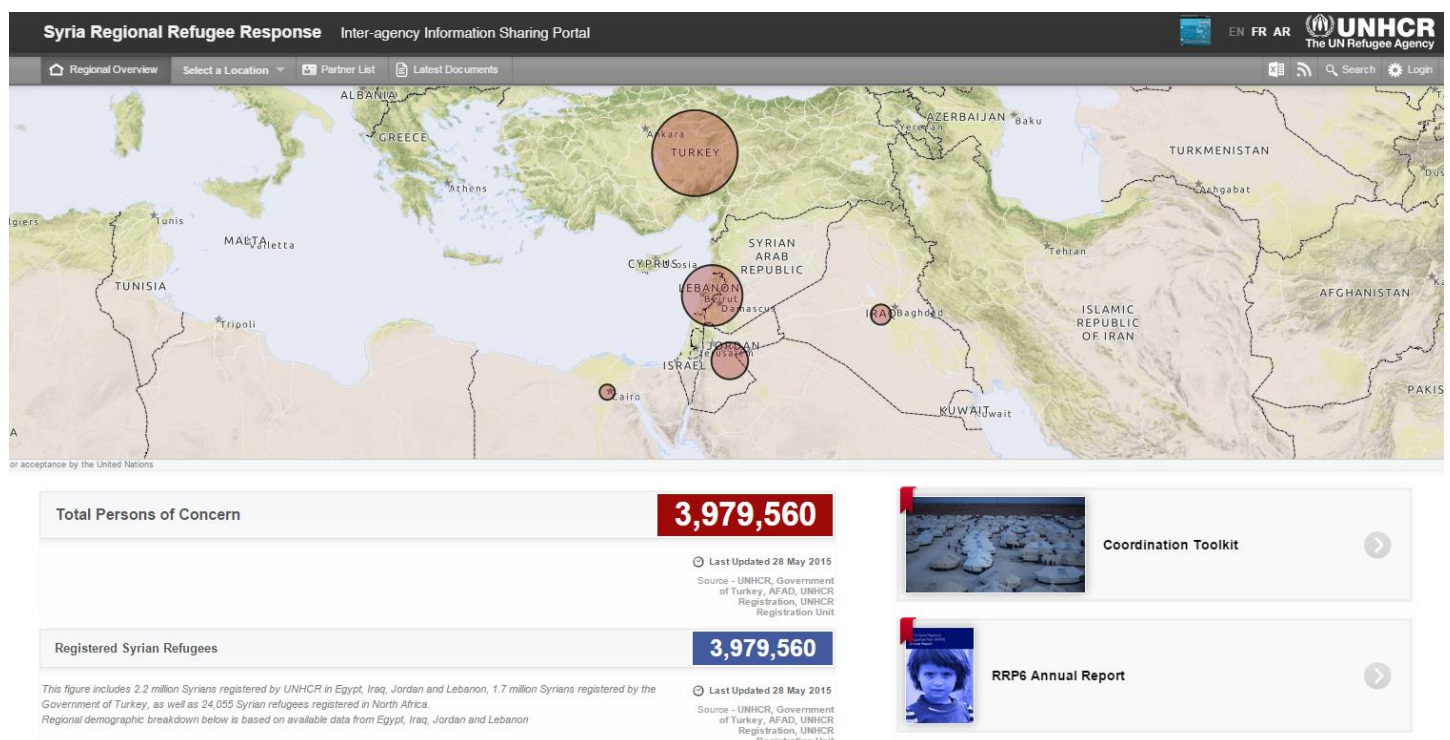 Syria Regional Refugee Response Inter-agency Information Sharing Portal
EN FR AR
UNHCR
The UN Refugee Agency
Regional Overview
Select a Location
Partner List
Latest Documents
Search
Login
ALBANIA
GREECE
Athens
Ankara
TURKEY
AZERBAIJAN
Baku
Yerevan
TURKMENISTAN
Ashgabat
Tunis
MALTA
Valletta
TUNISIA
Tripoli
CYPRUS
SYRIAN
ARAB
REPUBLIC
LEBANON
Beirut
Damascus
IRAQ
Baghdad
Tehran
ISLAMIC
REPUBLIC
OF IRAN
AFGHANISTAN
JORDAN
Jerusalem
ISRAEL
Cairo
KUWAIT
PAKIS
or acceptance by the United Nations
Total Persons of Concern
3,979,560
Last Updated 28 May 2015
Source - UNHCR, Government
of Turkey, AFAD, UNHCR
Registration, UNHCR
Registration Unit
Registered Syrian Refugees
3,979,560
This figure includes 2.2 million Syrians registered by UNHCR in Egypt, Iraq, Jordan and Lebanon, 1.7 million Syrians registered by the
Government of Turkey, as well as 24,055 Syrian refugees registered in North Africa.
Regional demographic breakdown below is based on available data from Egypt, Iraq, Jordan and Lebanon
Last Updated 28 May 2015
Source - UNHCR, Government
of Turkey, AFAD, UNHCR
Registration, UNHCR
Registration Unit
Coordination Toolkit
RRP6 Annual Report